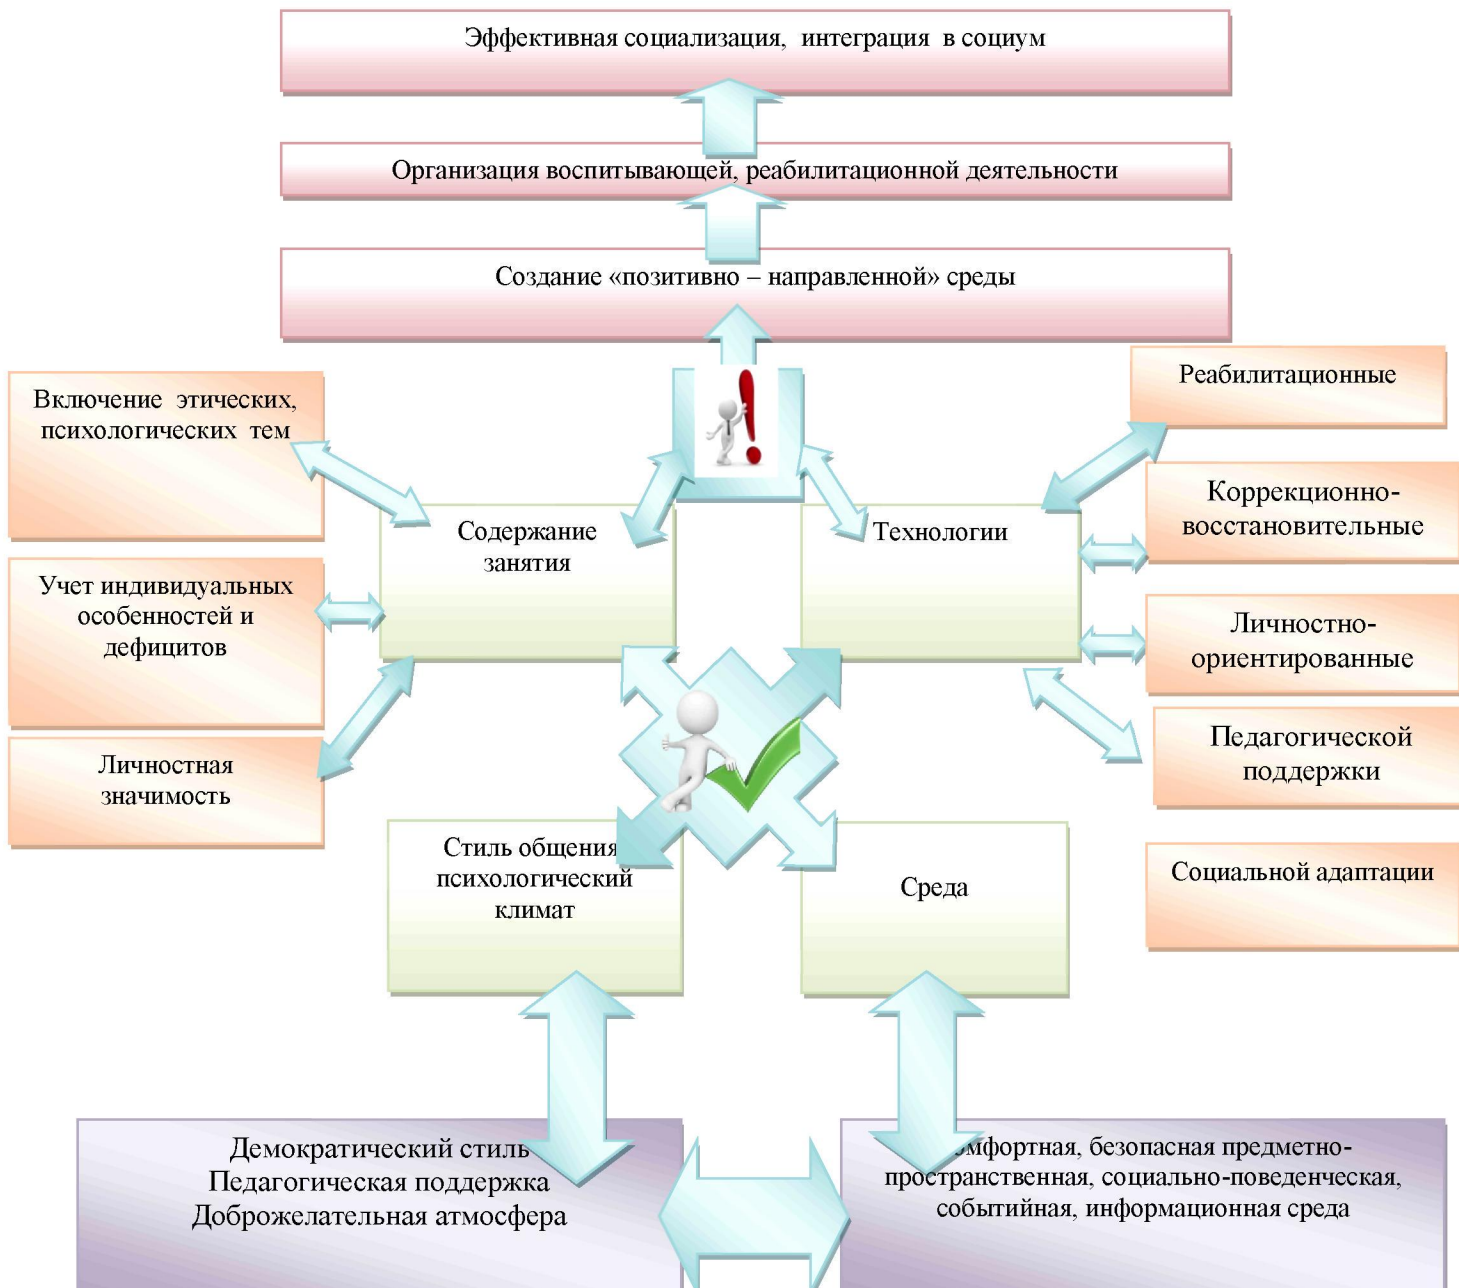 Эффективная социализация, интеграция в социум
Организация воспитывающей, реабилитационной деятельности
Создание «позитивно – направленной» среды
Включение этических,
психологических тем
Учет индивидуальных
особенностей и
дефицитов
Личностная
значимость
Содержание
занятия
Технологии
Реабилитационные
Коррекционно-
восстановительные
Личностно-
ориентированные
Педагогической
поддержки
Социальной адаптации
Стиль общения
психологический
климат
Среда
Демократический стиль
Педагогическая поддержка
Доброжелательная атмосфера
безопасная предметно-
пространственная, социально-поведенческая,
событийная, информационная среда